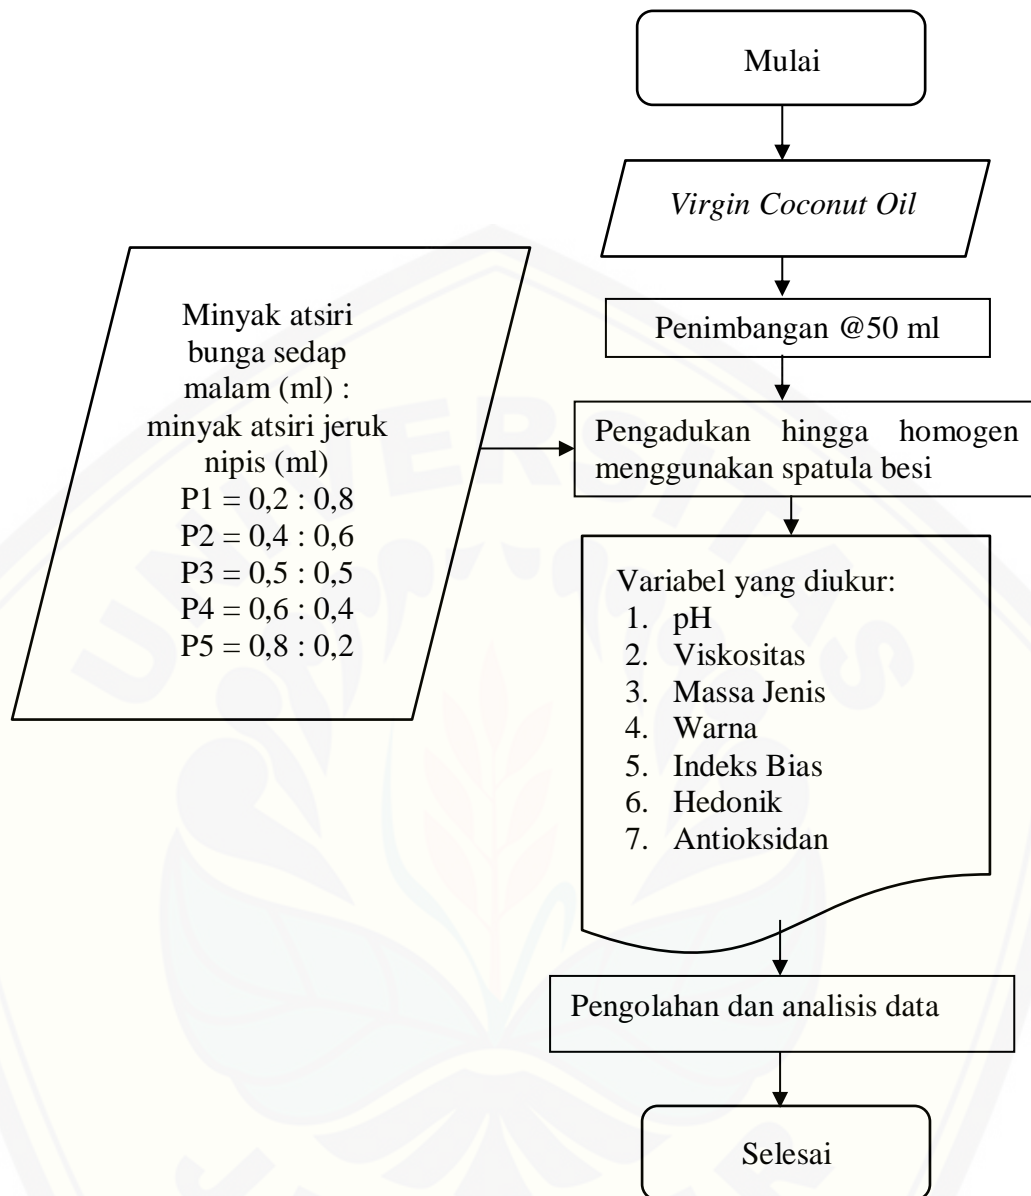 Mulai
Virgin Coconut Oil
Penimbangan @50 ml
Minyak atsiri
bunga sedap
malam (ml) :
minyak atsiri jeruk
nipis (ml)
P1 = 0,2 : 0,8
P2 = 0,4 : 0,6
P3 = 0,5 : 0,5
P4 = 0,6 : 0,4
P5 = 0,8 : 0,2
Pengadukan hingga homogen
menggunakan spatula besi
Variabel yang diukur:
1. pH
2. Viskositas
3. Massa Jenis
4. Warna
5. Indeks Bias
6. Hedonik
7. Antioksidan
Pengolahan dan analisis data
Selesai
UNIVERSITAS